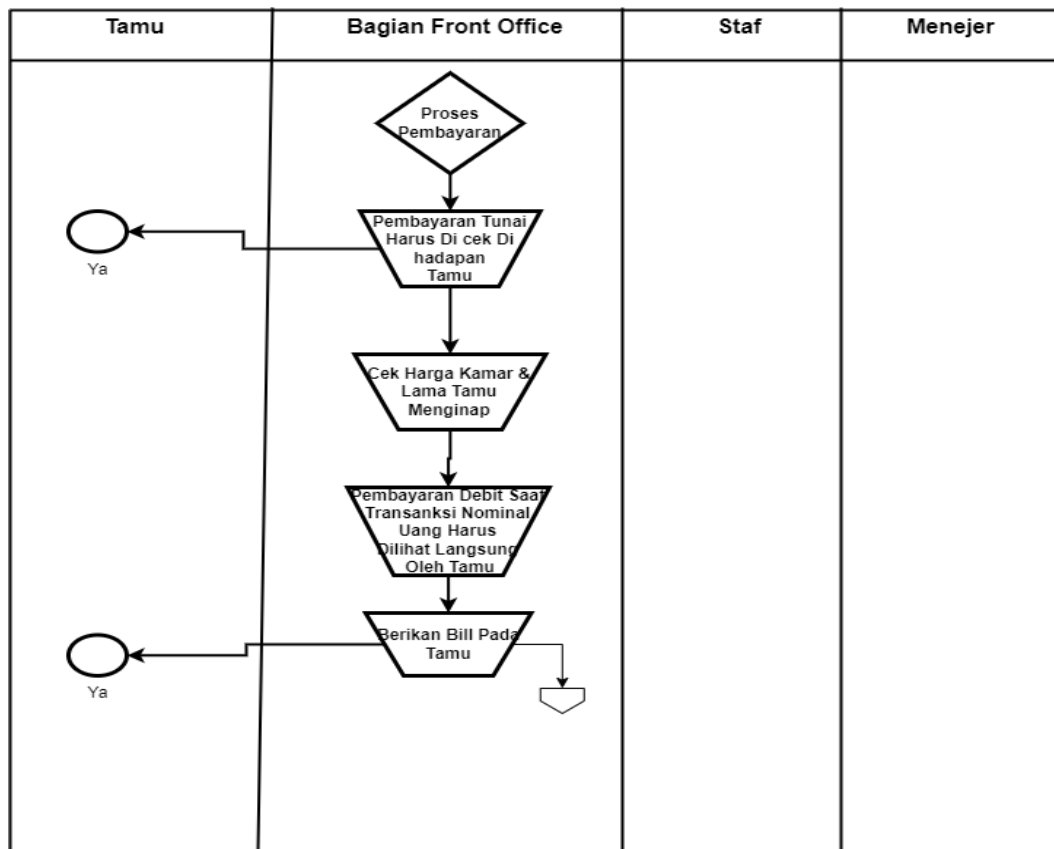 Tamu
Bagian Front Office
Staf
Menejer
Proses
Pembayaran
Pembayaran Tunai
Harus Di cek Di
hadapan
Tamu
Ya
Cek Harga Kamar &
Lama Tamu
Menginap
Pembayaran Debit Saat
Transanksi Nominal
Uang Harus
Dilihat Langsung
Oleh Tamu
Berikan Bill Pada
Tamu
Ya